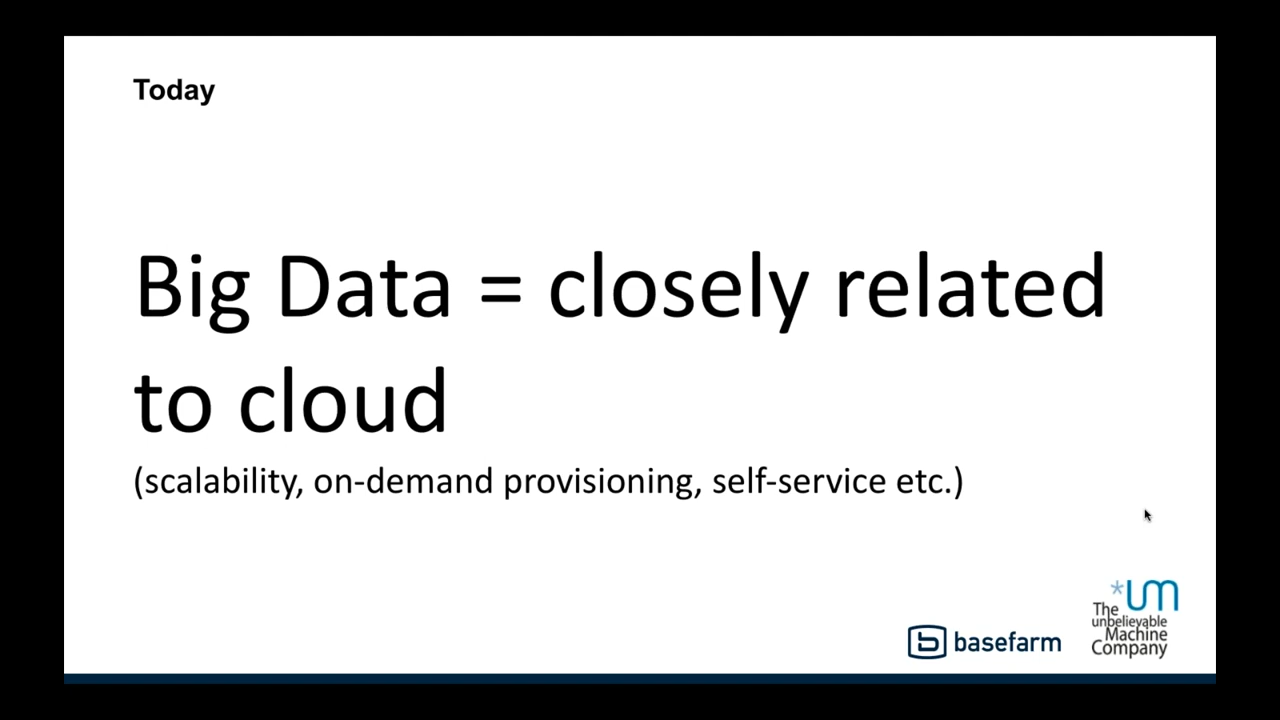 Today
Big Data = closely related
to cloud
(scalability, on-demand provisioning, self-service etc.)
basefarm
*um
The
unbelievable
Machine
Company